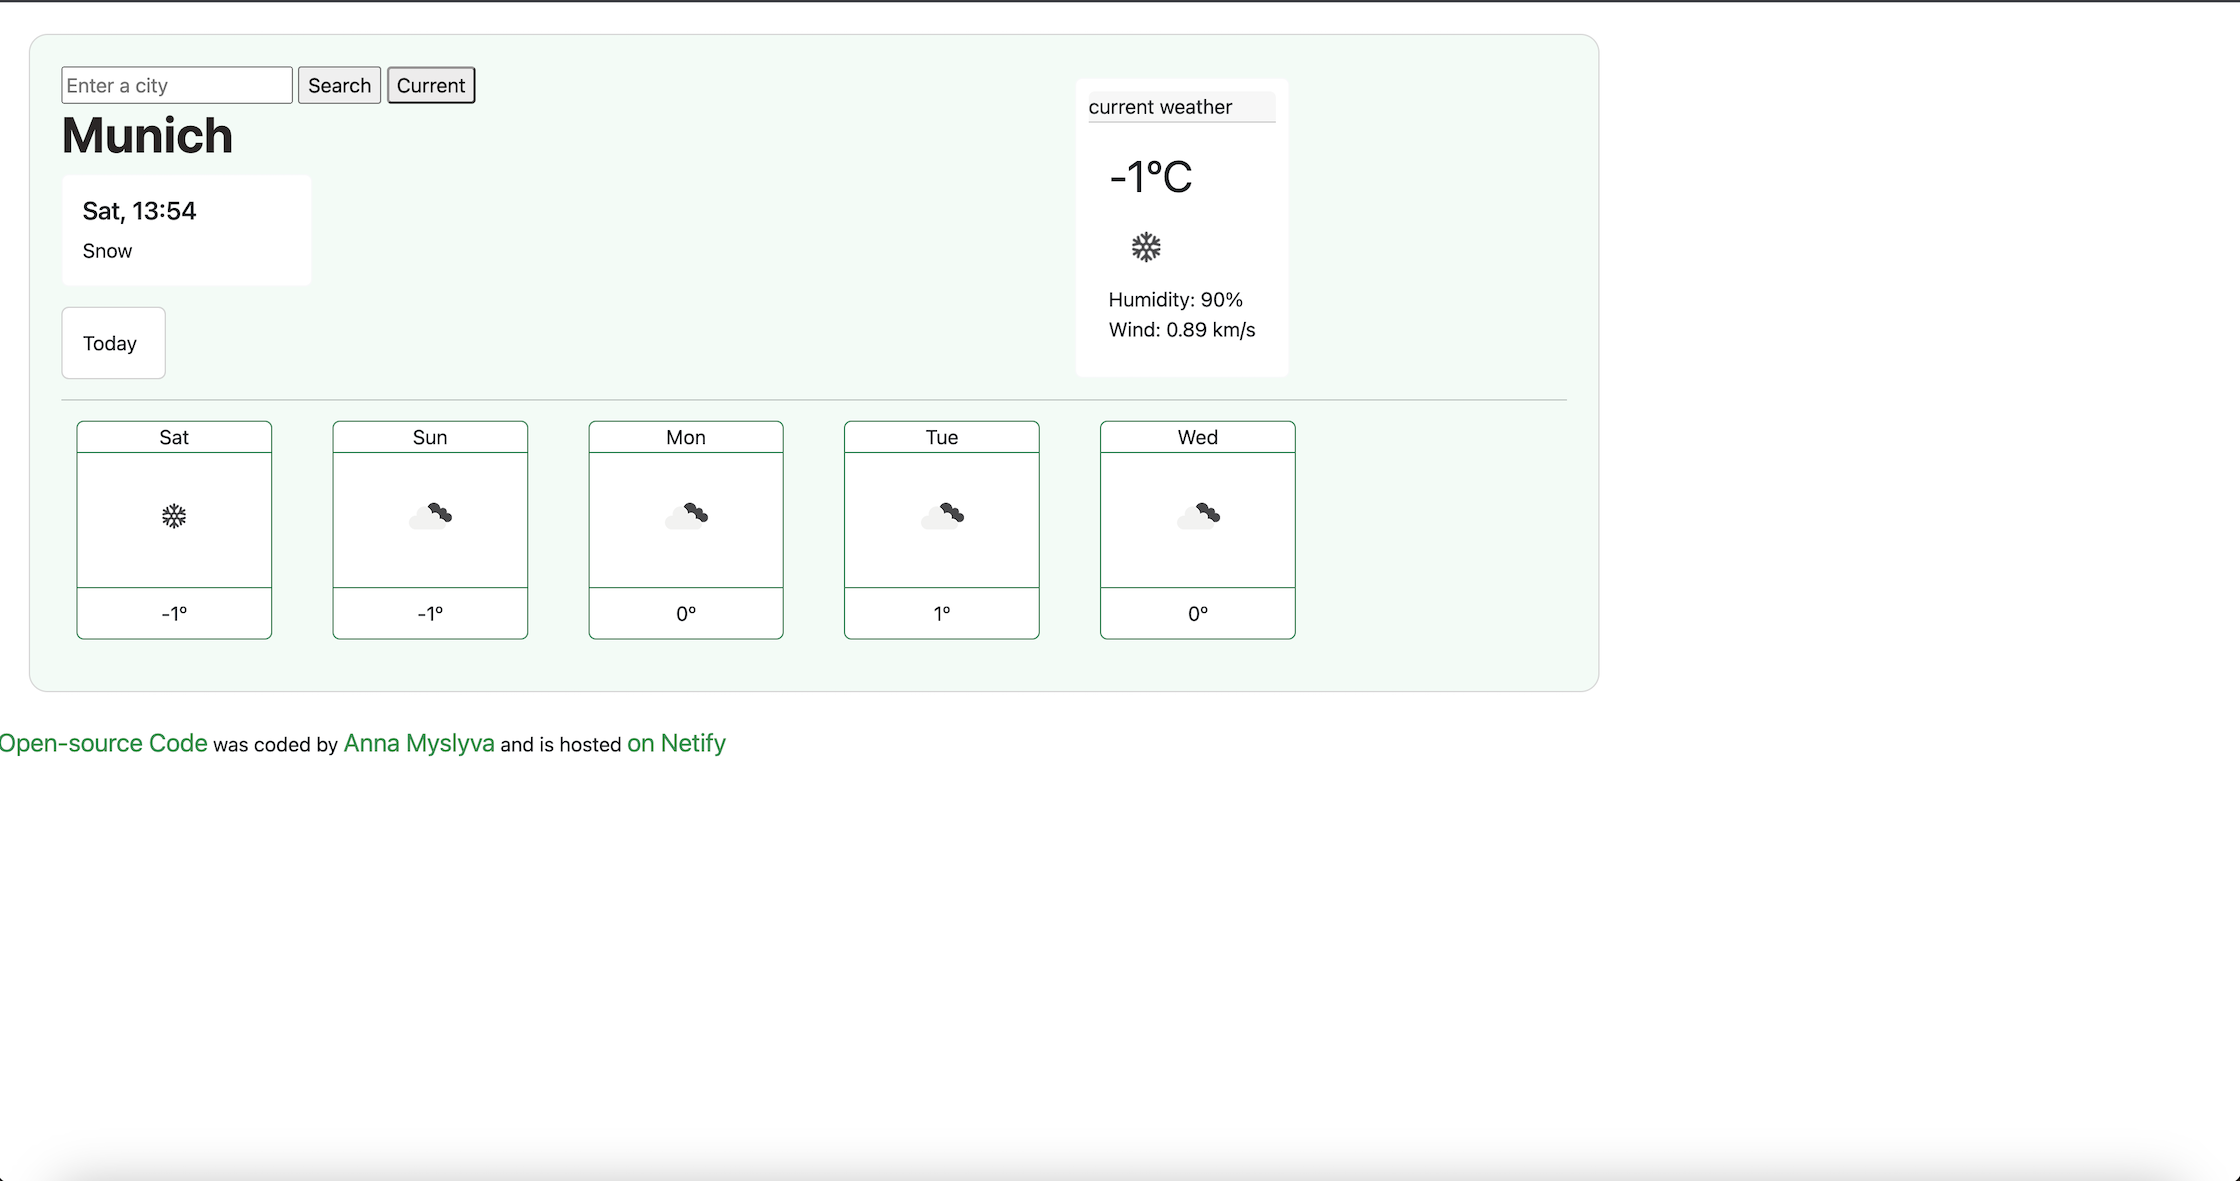 Enter a city Search Current
Munich
Sat, 13:54
Snow
Today
current weather
-1°C
Humidity: 90%
Wind: 0.89 km/s
Sat Sun Mon Tue Wed
-1° -1° 0° 1° 0°
Open-source Code was coded by Anna Myslyva and is hosted on Netify